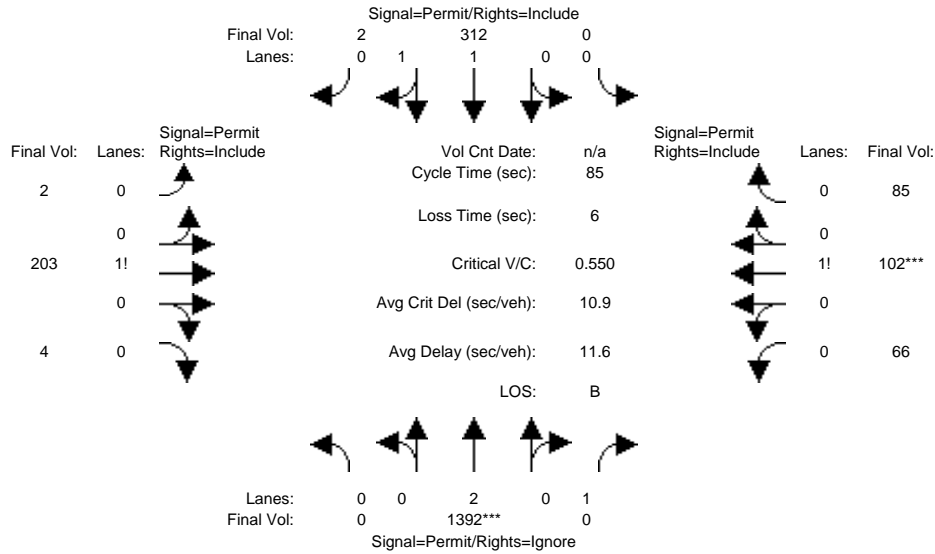 Signal=Permit/Rights=Include
Final Vol: 2 312 0
Lanes: 0 1 1 0 0
Signal=Permit
Final Vol: Lanes: Rights=Include
Vol Cnt Date: n/a
Signal=Permit
Rights=Include Lanes: Final Vol:
Cycle Time (sec): 85
2 0
0 85
Loss Time (sec): 6
0
0
203 1!
Critical V/C: 0.550
1! 102***
0
Avg Crit Del (sec/veh): 10.9
0
4 0
Avg Delay (sec/veh): 11.6
0 66
LOS: B
Lanes: 0 0 2 0 1
Final Vol: 0 1392*** 0
Signal=Permit/Rights=Ignore